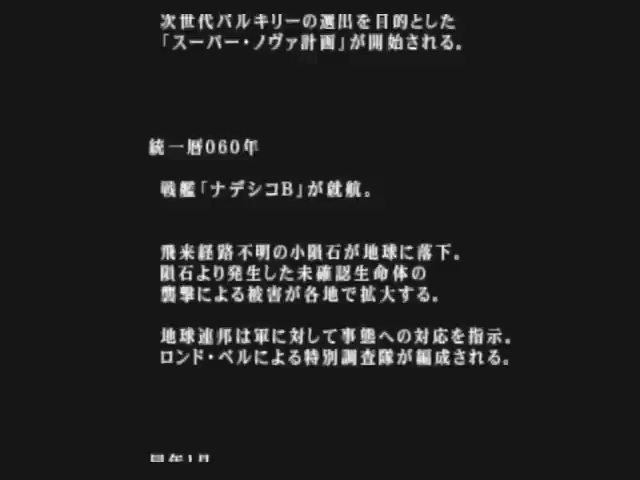 次世代バルキリーの選出を目的とした
「スーパー・ノヴァ計画」が開始される。
統一暦060年
戦艦「ナデシコB」が就航。
飛来経路不明の小隕石が地球に落下。
隕石より発生した未確認生命体の
襲撃による被害が各地で拡大する。
地球連邦は軍に対して事態への対応を指示。
ロンド・ベルによる特別調査隊が編成される。